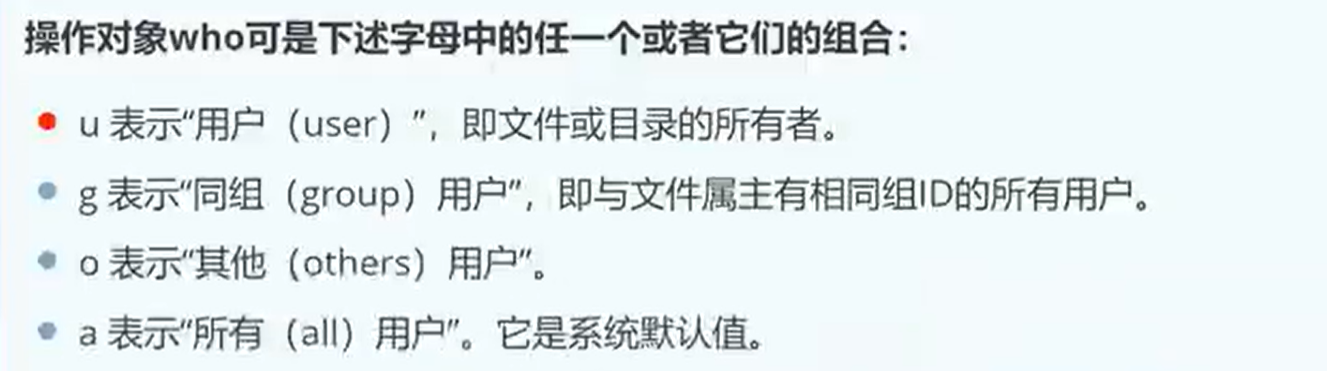 操作对象who可是下述字母中的任一个或者它们的组合：
u 表示“用户（user）”，即文件或目录的所有者。
g 表示“同组（group）用户”，即与文件属主有相同组ID的所有用户。
o 表示“其他（others）用户”。
a 表示“所有（all）用户”。它是系统默认值。